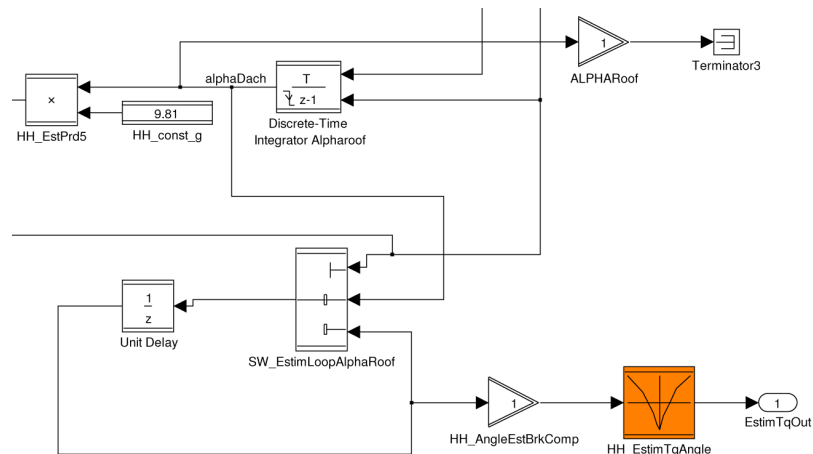 1
ALPHARoof
Terminator3
alphaDach
T
z-1
Discrete-Time
Integrator Alpharoof
×
HH_EstPrd5
9.81
HH_const_g
1
z
Unit Delay
SW_EstimLoopAlphaRoof
1
HH_AngleEstBrkComp
HH_EstimTqAngle
1
EstimTqOut